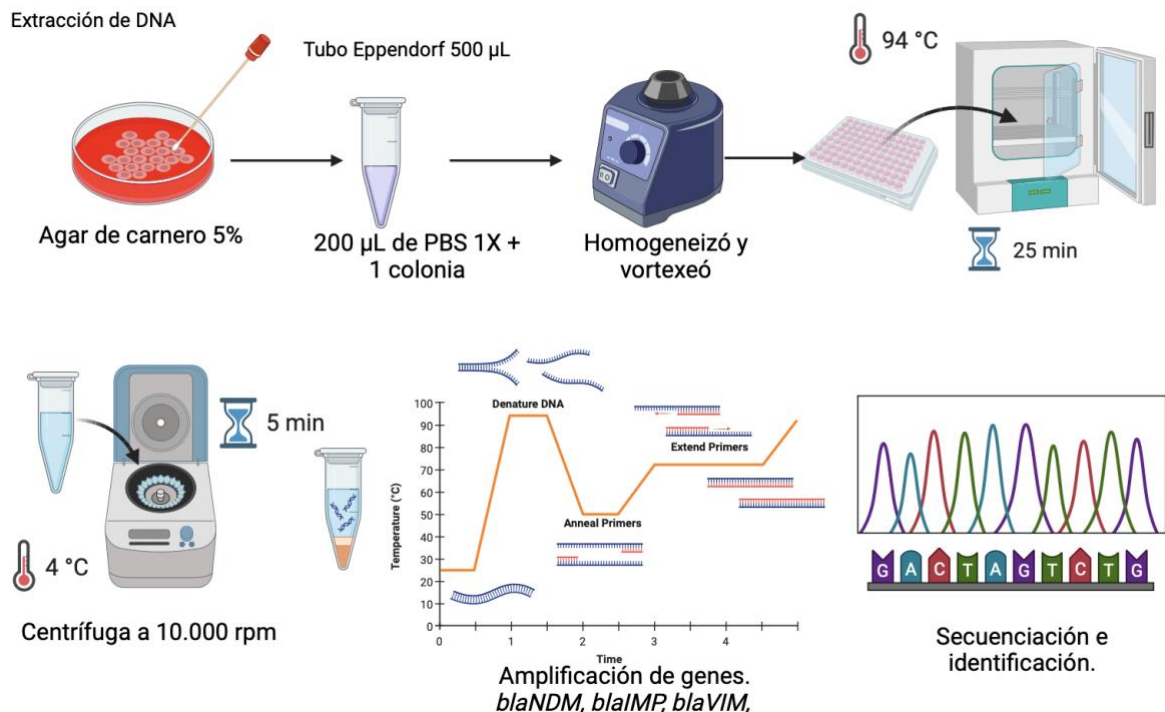 Extracción de DNA
Tubo Eppendorf 500 µL
94 °C
Agar de carnero 5%
200 µL de PBS 1X +
1 colonia
Homogeneizó y
vortexeó
25 min
5 min
4 °C
Centrífuga a 10.000 rpm
100
90
80
70
60
50
40
30
20
10
0
Temperature (°C)
Denature DNA
Anneal Primers
Extend Primers
0
1
2
3
4
Time
Amplificación de genes.
blaNDM, blaIMP, blaVIM,
G A C T A G T C T G
Secuenciación e
identificación.